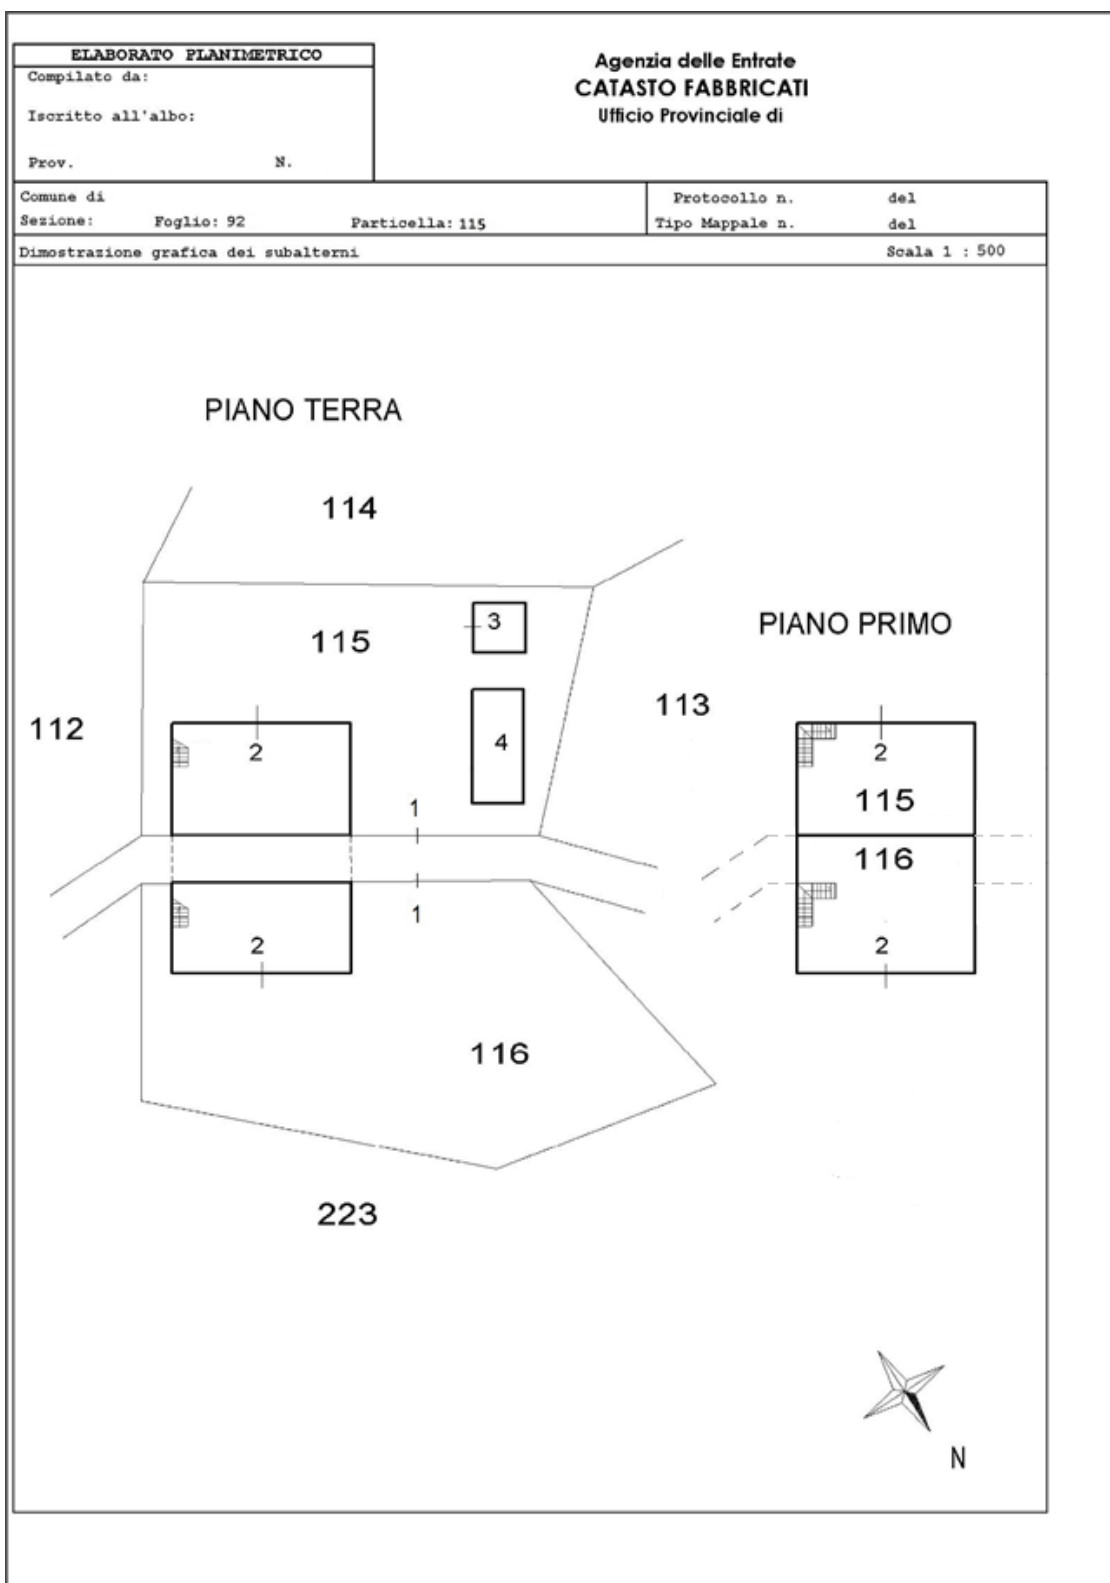 ELABORATO PLANIMETRICO
Compilato da:
Iscritto all'albo:
Prov. N.
Agenzia delle Entrate
CATASTO FABBRICATI
Ufficio Provinciale di
Comune di
Sezione: Foglio: 92 Particella: 115
Protocollo n. del
Tipo Mappale n. del
Dimostrazione grafica dei subalterni Scala 1 : 500
PIANO TERRA
114
3
115
112
2
4
1
113
1
2
116
223
PIANO PRIMO
2
115
116
2
N